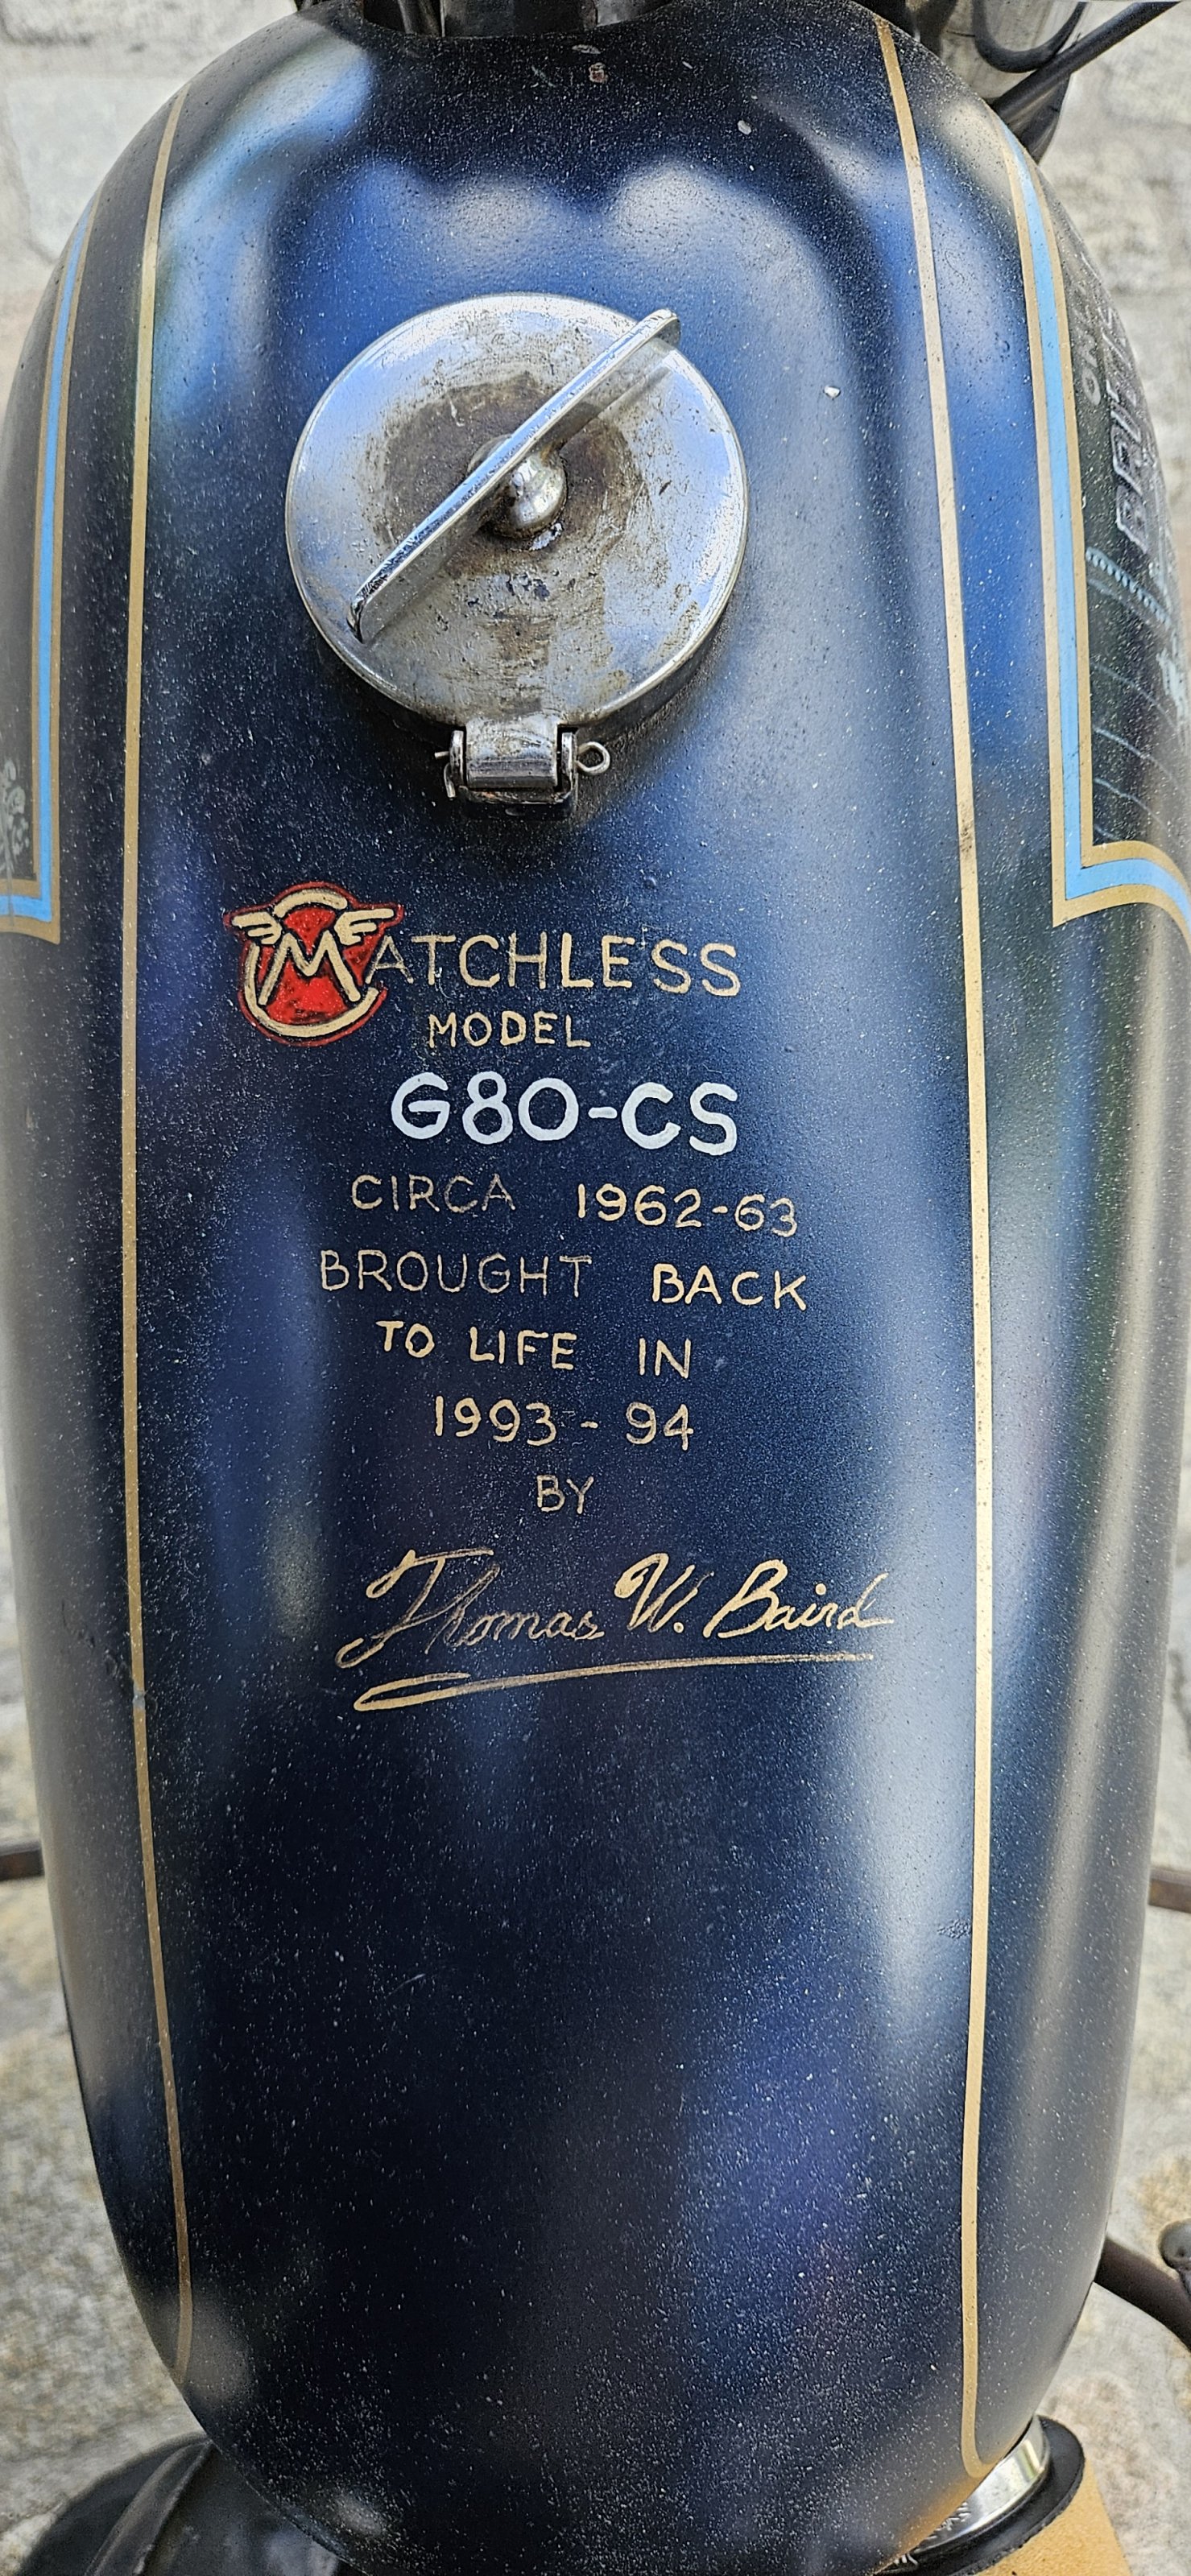 MATCHLESS
MODEL
G80-CS
CIRCA 1962-63
BROUGHT BACK
TO LIFE IN
1993-94
BY
Thomas W. Baird